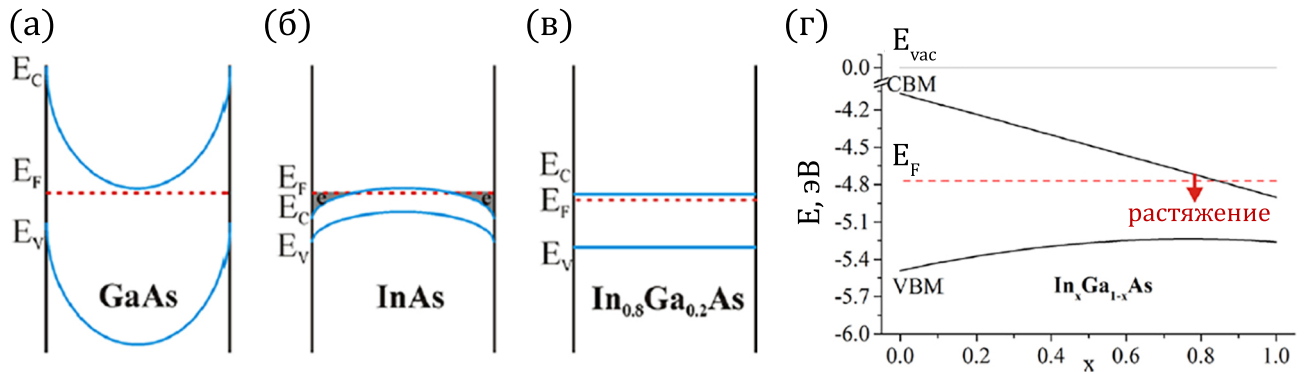 (а)
E_C
E_F
E_V
GaAs
(б)
E_F
E_C
E_V
e
e
InAs
(в)
E_C
E_F
E_V
In₀.₈Ga₀.₂As
(г)
E_vac
0.0
CBM
-4.2
-4.5
E_F
-4.8
E, эВ
растяжение
-5.1
-5.4
VBM
InₓGa₁₋ₓAs
-5.7
-6.0
0.0 0.2 0.4 0.6 0.8 1.0
x